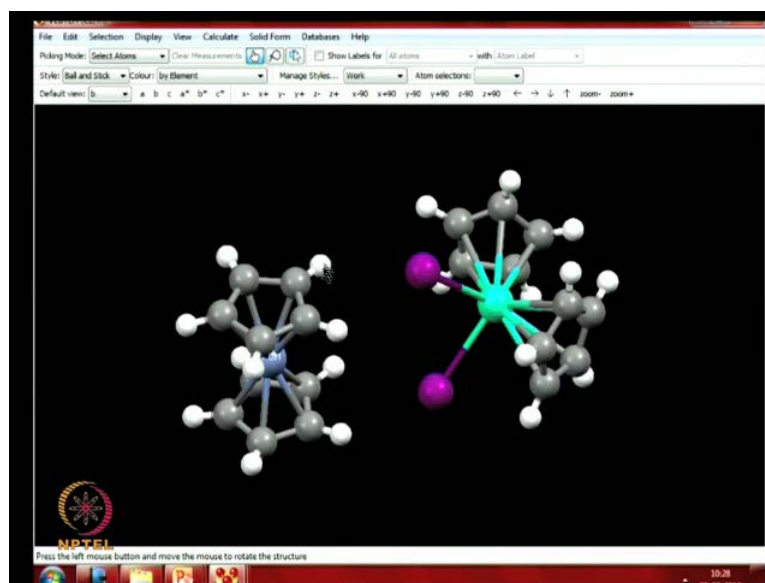 File Edit Selection Display View Calculate Solid Form Databases Help
Picking Mode: Select Atoms Clear Measurements Show Labels for All atoms with Atom Label
Style: Ball and Stick Colour: by Element Manage Styles... Work Atom selections:
Default view: b a b c a* b* c* x- x+ y- y+ z- z+ x-90 x+90 y-90 y+90 z-90 z+90 ← → ↓ ↑ zoom- zoom+
NPTEL
Press the left mouse button and move the mouse to rotate the structure
10:28